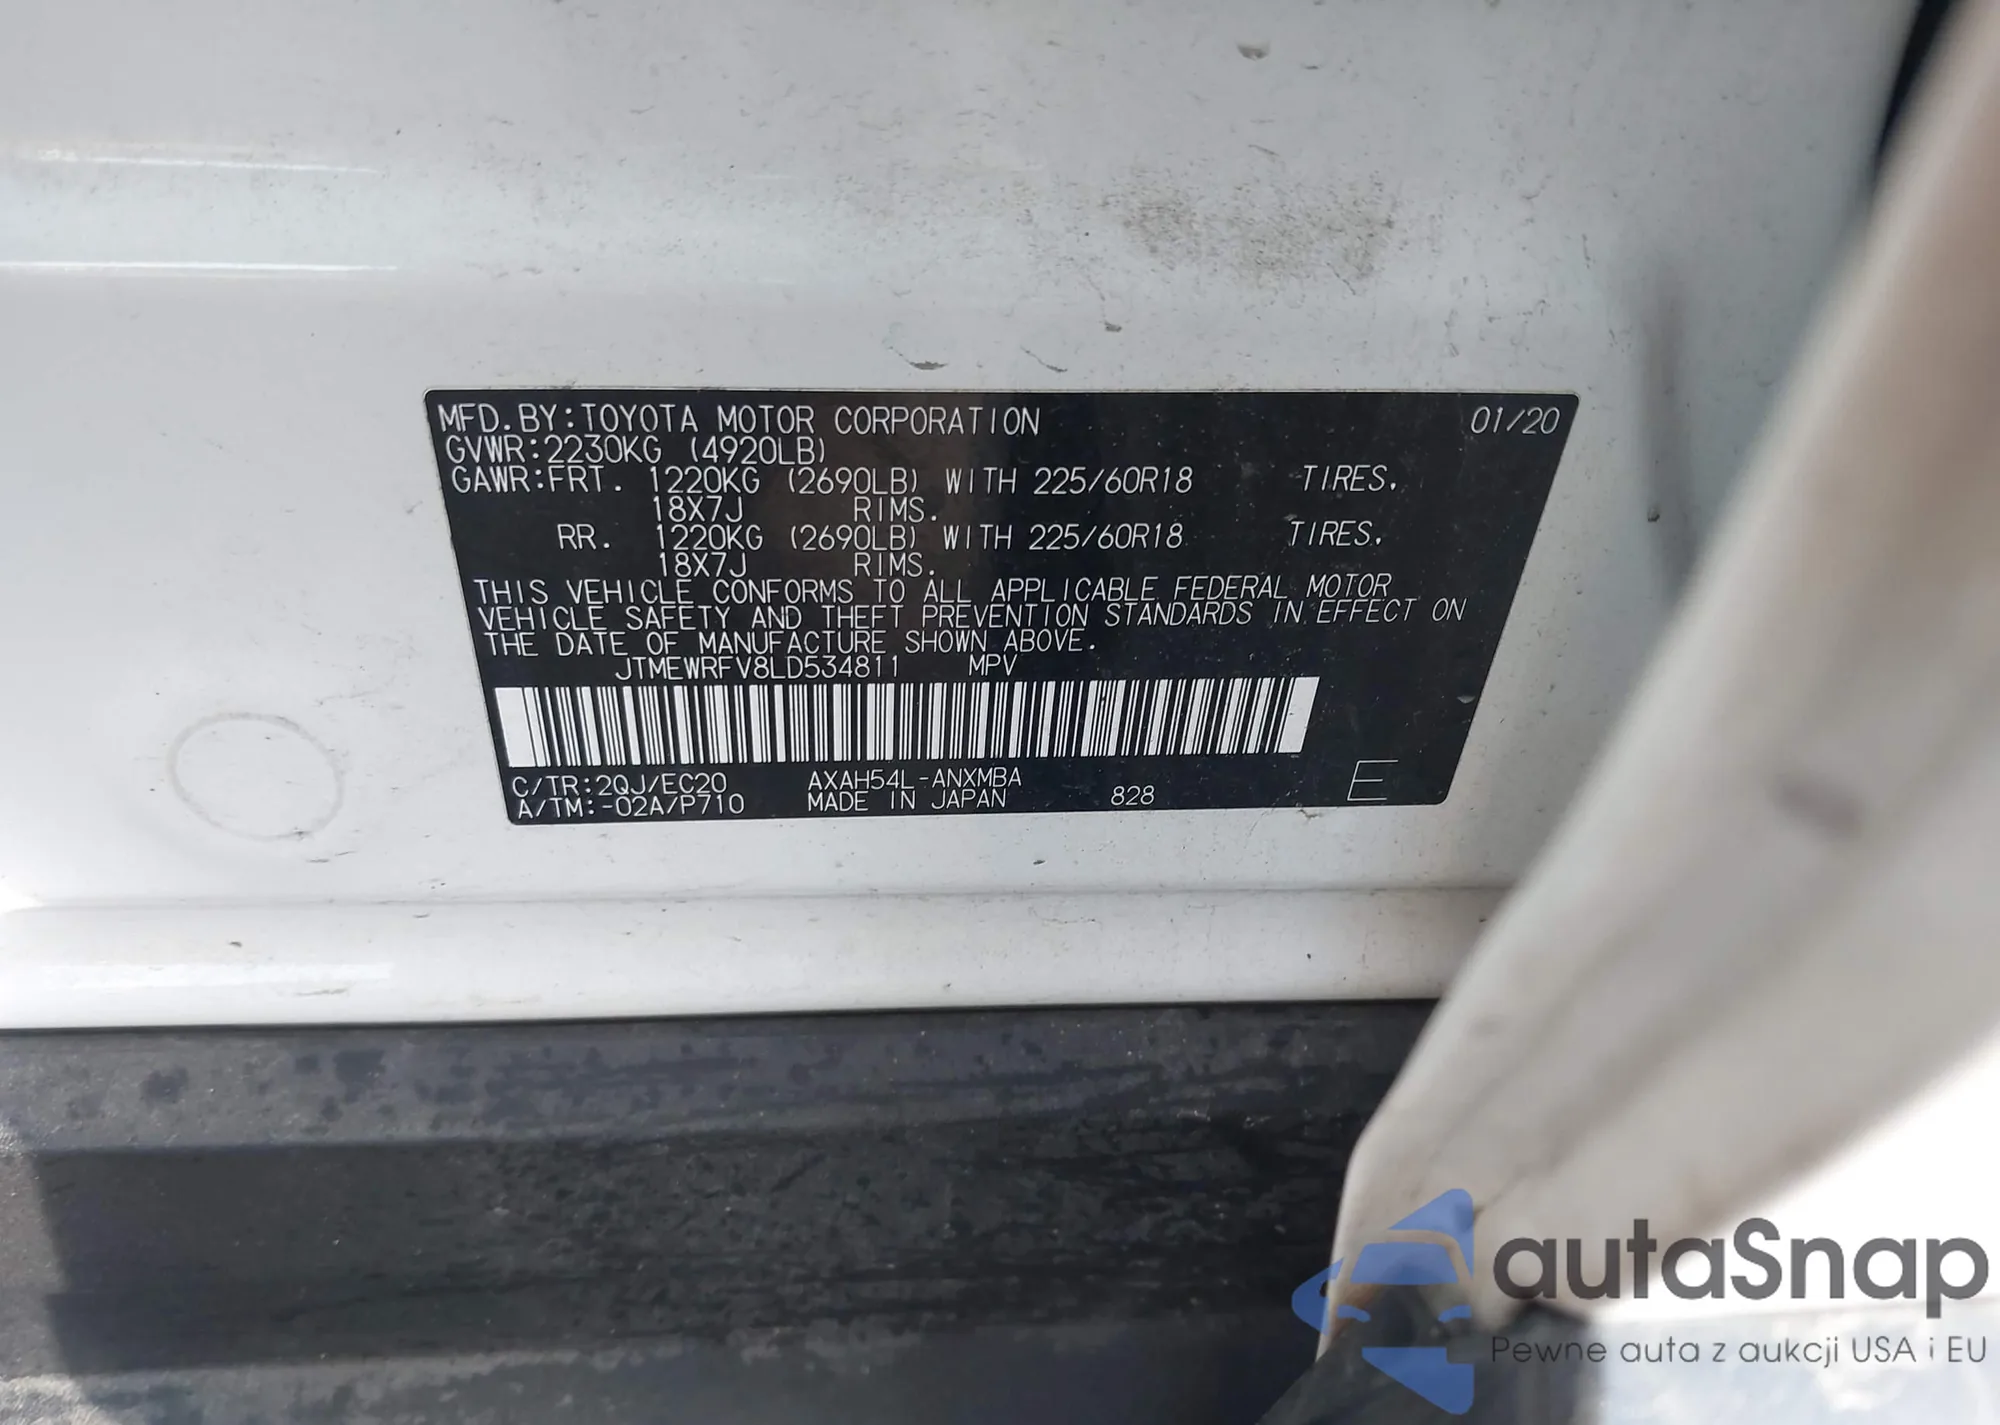 MFD.BY:TOYOTA MOTOR CORPORATION 01/20
GVWR:2230KG (4920LB)
GAWR:FRT. 1220KG (2690LB) WITH 225/60R18 TIRES.
18X7J RIMS.
RR. 1220KG (2690LB) WITH 225/60R18 TIRES.
18X7J RIMS.
THIS VEHICLE CONFORMS TO ALL APPLICABLE FEDERAL MOTOR
VEHICLE SAFETY AND THEFT PREVENTION STANDARDS IN EFFECT ON
THE DATE OF MANUFACTURE SHOWN ABOVE.
JTMEWRFV8LD534811 MPV
C/TR:2QJ/EC20 AXAH54L-ANXMBA
A/TM:-02A/P710 MADE IN JAPAN 828 E
autaSnap
Pewne auta z aukcji USA i EU